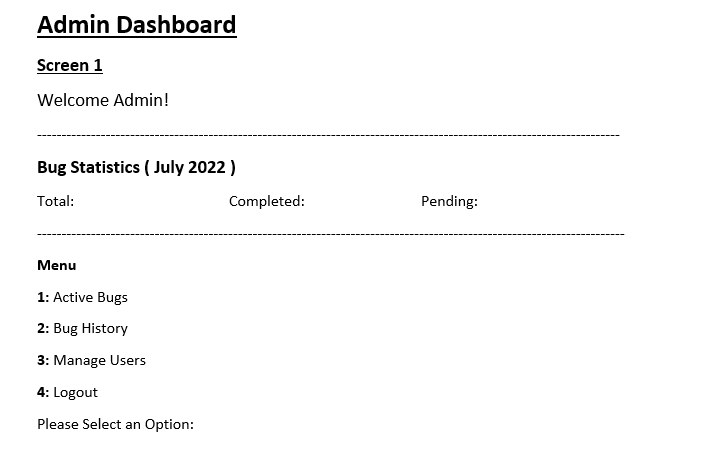 Admin Dashboard
Screen 1
Welcome Admin!
--------------------------------------------------------------------------------------------------------------------
Bug Statistics ( July 2022 )
Total: Completed: Pending:
---------------------------------------------------------------------------------------------------------------------
Menu
1: Active Bugs
2: Bug History
3: Manage Users
4: Logout
Please Select an Option: